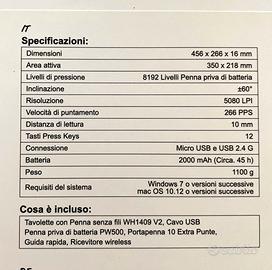 IT
Specificazioni:
Dimensioni 456 x 266 x 16 mm
Area attiva 350 x 218 mm
Livelli di pressione 8192 Livelli Penna priva di batteria
Inclinazione ±60°
Risoluzione 5080 LPI
Velocità di puntamento 266 PPS
Distanza di lettura 10 mm
Tasti Press Keys 12
Connessione Micro USB e USB 2.4 G
Batteria 2000 mAh (Circa. 45 h)
Peso 1100 g
Requisiti del sistema Windows 7 o versioni successive
mac OS 10.12 o versioni successive
Cosa è incluso:
Tavolette con Penna senza fili WH1409 V2, Cavo USB
Penna priva di batteria PW500, Portapenna 10 Extra Punte,
Guida rapida, Ricevitore wireless
subito